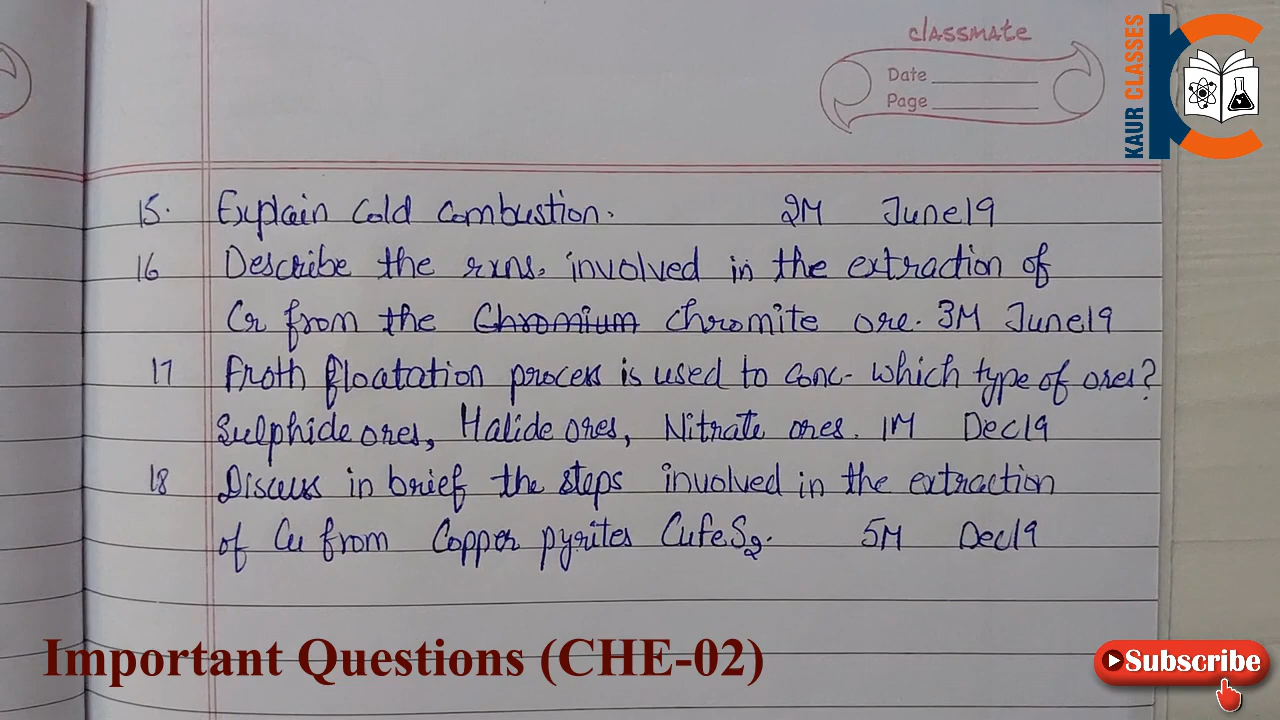 classmate
Date
Page
KAUR CLASSES
15. Explain Cold Combustion. 2M June19
16 Describe the rxns. involved in the extraction of
Cr from the Chromium chromite ore. 3M June19
17 Froth floatation process is used to conc- which type of ores?
Sulphide ores, Halide ores, Nitrate ores. 1M Dec19
18 Discuss in brief the steps involved in the extraction
of Cu from Copper pyrites CuFeS2. 5M Dec19
Important Questions (CHE-02)
Subscribe